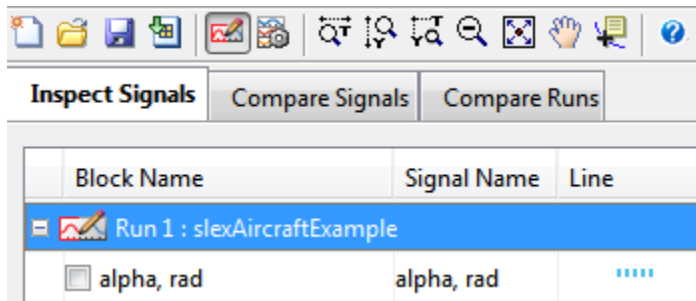 Inspect Signals Compare Signals Compare Runs
Block Name Signal Name Line
Run 1 : slexAircraftExample
alpha, rad alpha, rad